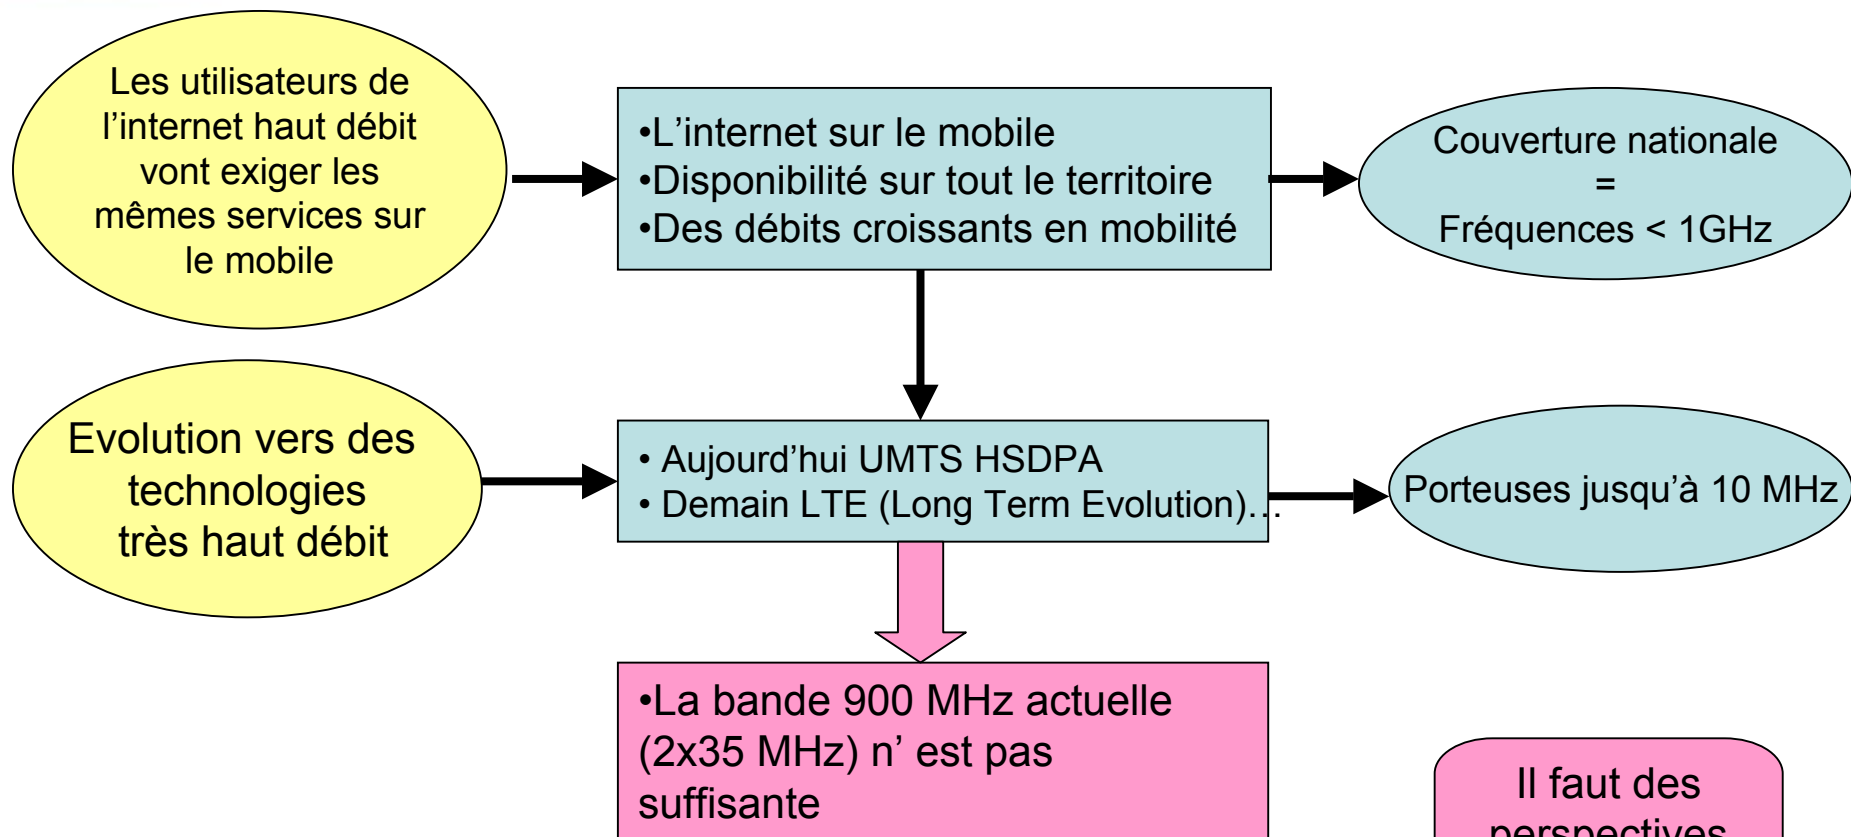 Les utilisateurs de
l’internet haut débit
vont exiger les
mêmes services sur
le mobile
•L’internet sur le mobile
•Disponibilité sur tout le territoire
•Des débits croissants en mobilité
Couverture nationale
=
Fréquences < 1GHz
Evolution vers des
technologies
très haut débit
• Aujourd’hui UMTS HSDPA
• Demain LTE (Long Term Evolution)…
Porteuses jusqu’à 10 MHz
•La bande 900 MHz actuelle
(2x35 MHz) n’ est pas
suffisante
Il faut des
perspectives